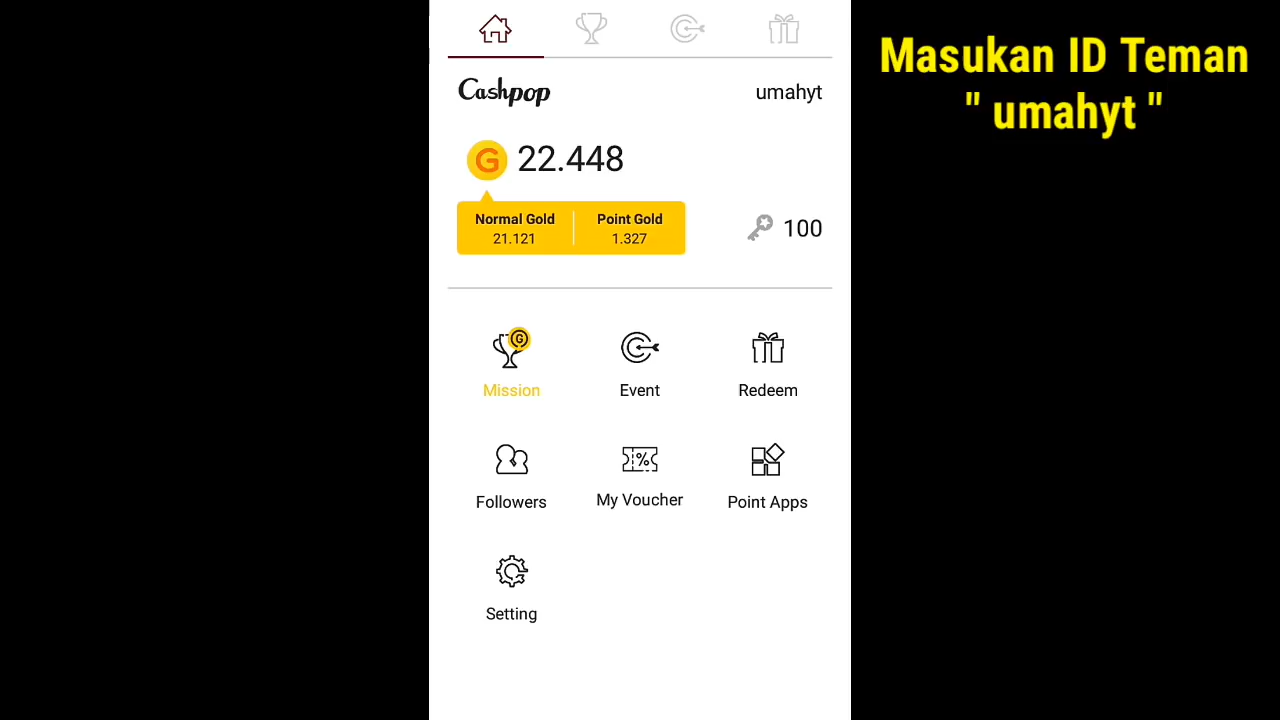 Cashpop
umahyt
G 22.448
Normal Gold
21.121
Point Gold
1.327
100
G
Mission
Event
Redeem
%
Followers
My Voucher
Point Apps
Setting
Masukan ID Teman
" umahyt "